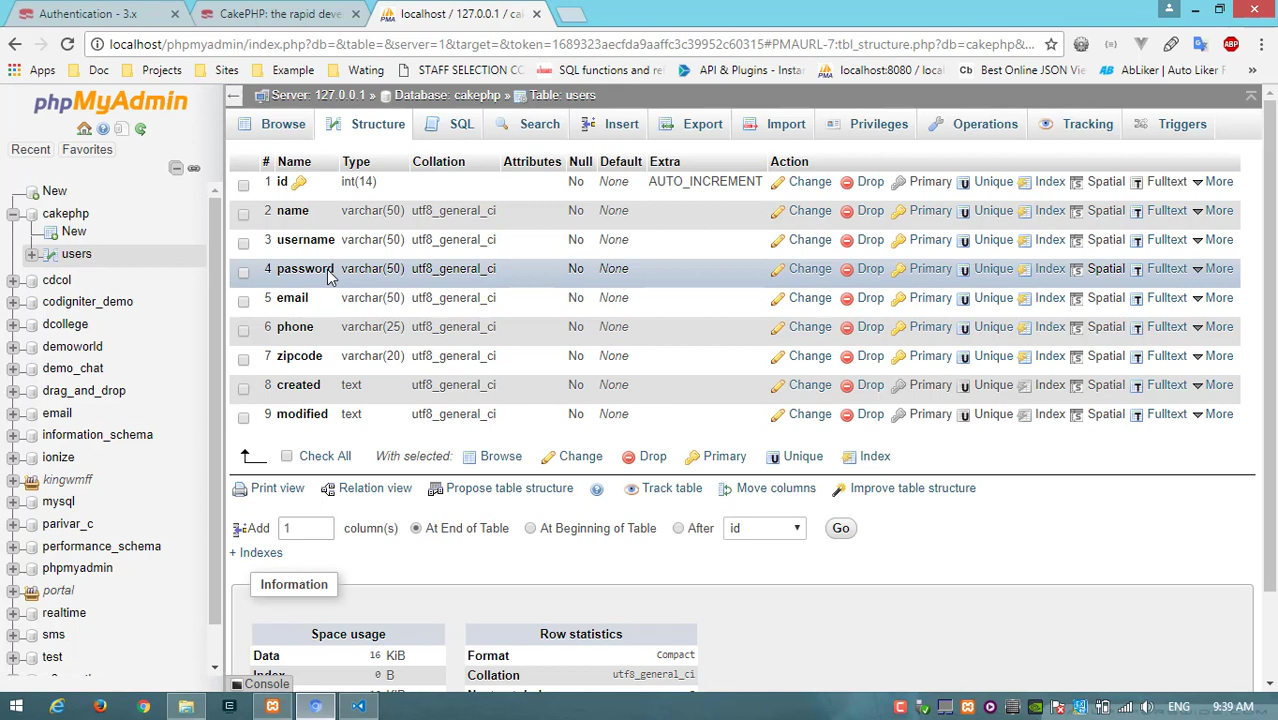 Authentication - 3.x
CakePHP: the rapid deve
localhost / 127.0.0.1 / cak
localhost/phpmyadmin/index.php?db=&table=&server=1&target=&token=1689323aecfda9aaffc3c39952c6b315#PMAURL-7:tbl_structure.php?db=cakephp&...
Apps Doc Projects Sites Example Wating STAFF SELECTION CC SQL functions and rel API & Plugins - Instan localhost:8080 / local Best Online JSON View AbLiker | Auto Liker F
phpMyAdmin
Recent Favorites
New
cakephp
New
users
cdcol
codigniter_demo
dcollege
demoworld
demo_chat
drag_and_drop
email
information_schema
ionize
kingwmff
mysql
parivar_c
performance_schema
phpmyadmin
portal
realtime
sms
test
Server: 127.0.0.1 » Database: cakephp » Table: users
Browse Structure SQL Search Insert Export Import Privileges Operations Tracking Triggers
# Name Type Collation Attributes Null Default Extra Action
1 id int(14) No None AUTO_INCREMENT Change Drop Primary Unique Index Spatial Fulltext More
2 name varchar(50) utf8_general_ci No None Change Drop Primary Unique Index Spatial Fulltext More
3 username varchar(50) utf8_general_ci No None Change Drop Primary Unique Index Spatial Fulltext More
4 password varchar(50) utf8_general_ci No None Change Drop Primary Unique Index Spatial Fulltext More
5 email varchar(50) utf8_general_ci No None Change Drop Primary Unique Index Spatial Fulltext More
6 phone varchar(25) utf8_general_ci No None Change Drop Primary Unique Index Spatial Fulltext More
7 zipcode varchar(20) utf8_general_ci No None Change Drop Primary Unique Index Spatial Fulltext More
8 created text utf8_general_ci No None Change Drop Primary Unique Index Spatial Fulltext More
9 modified text utf8_general_ci No None Change Drop Primary Unique Index Spatial Fulltext More
Check All With selected: Browse Change Drop Primary Unique Index
Print view Relation view Propose table structure Track table Move columns Improve table structure
Add 1 column(s) At End of Table At Beginning of Table After id Go
+ Indexes
Information
Space usage
Data 16 KiB
Index 0 B
Row statistics
Format Compact
Collation utf8_general_ci
Console
ENG 9:39 AM